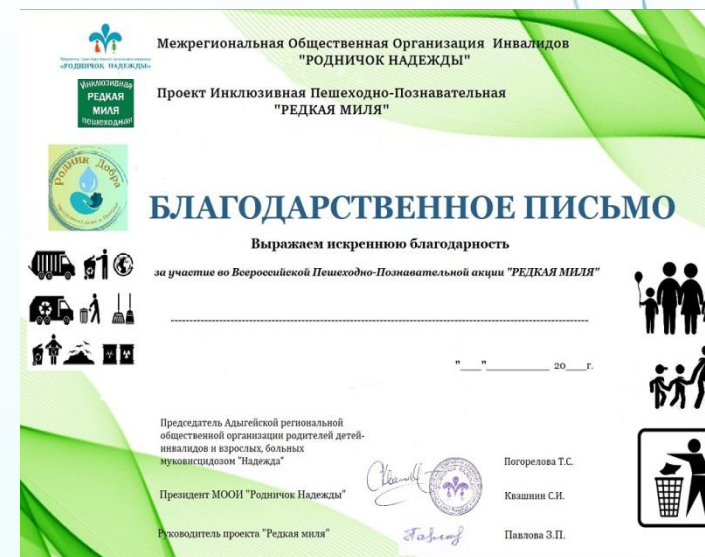 Межрегиональная Общественная Организация Инвалидов
"РОДНИЧОК НАДЕЖДЫ"
«РОДНИЧОК НАДЕЖДЫ»
Проект Инклюзивная Пешеходно-Познавательная
"РЕДКАЯ МИЛЯ"
Инклюзивная
РЕДКАЯ
МИЛЯ
пешеходная
Родник Добра
БЛАГОДАРСТВЕННОЕ ПИСЬМО
Выражаем искреннюю благодарность
за участие во Всероссийской Пешеходно-Познавательной акции "РЕДКАЯ МИЛЯ"
"___"__________ 20___г.
Председатель Адыгейской региональной
общественной организации родителей детей-
инвалидов и взрослых, больных
муковисцидозом "Надежда"
Погорелова Т.С.
Президент МООИ "Родничок Надежды"
Квашнин С.И.
Руководитель проекта "Редкая миля"
Павлова З.П.